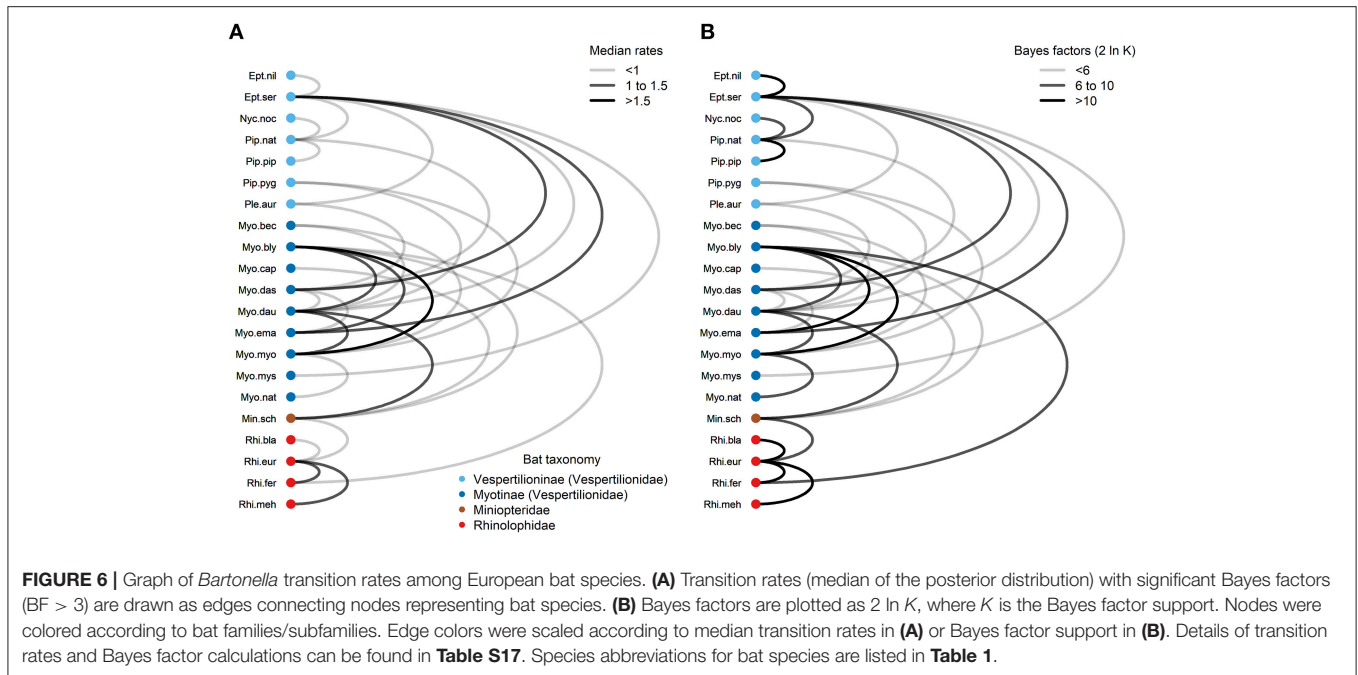 A
Median rates
<1
1 to 1.5
>1.5
Ept.nil
Ept.ser
Nyc.noc
Pip.nat
Pip.pip
Pip.pyg
Ple.aur
Myo.bec
Myo.bly
Myo.cap
Myo.das
Myo.dau
Myo.ema
Myo.myo
Myo.mys
Myo.nat
Min.sch
Rhi.bla
Rhi.eur
Rhi.fer
Rhi.meh
Bat taxonomy
Vespertilioninae (Vespertilionidae)
Myotinae (Vespertilionidae)
Miniopteridae
Rhinolophidae
B
Bayes factors (2 ln K)
<6
6 to 10
>10
Ept.nil
Ept.ser
Nyc.noc
Pip.nat
Pip.pip
Pip.pyg
Ple.aur
Myo.bec
Myo.bly
Myo.cap
Myo.das
Myo.dau
Myo.ema
Myo.myo
Myo.mys
Myo.nat
Min.sch
Rhi.bla
Rhi.eur
Rhi.fer
Rhi.meh
FIGURE 6 | Graph of Bartonella transition rates among European bat species. (A) Transition rates (median of the posterior distribution) with significant Bayes factors
(BF > 3) are drawn as edges connecting nodes representing bat species. (B) Bayes factors are plotted as 2 ln K, where K is the Bayes factor support. Nodes were
colored according to bat families/subfamilies. Edge colors were scaled according to median transition rates in (A) or Bayes factor support in (B). Details of transition
rates and Bayes factor calculations can be found in Table S17. Species abbreviations for bat species are listed in Table 1.